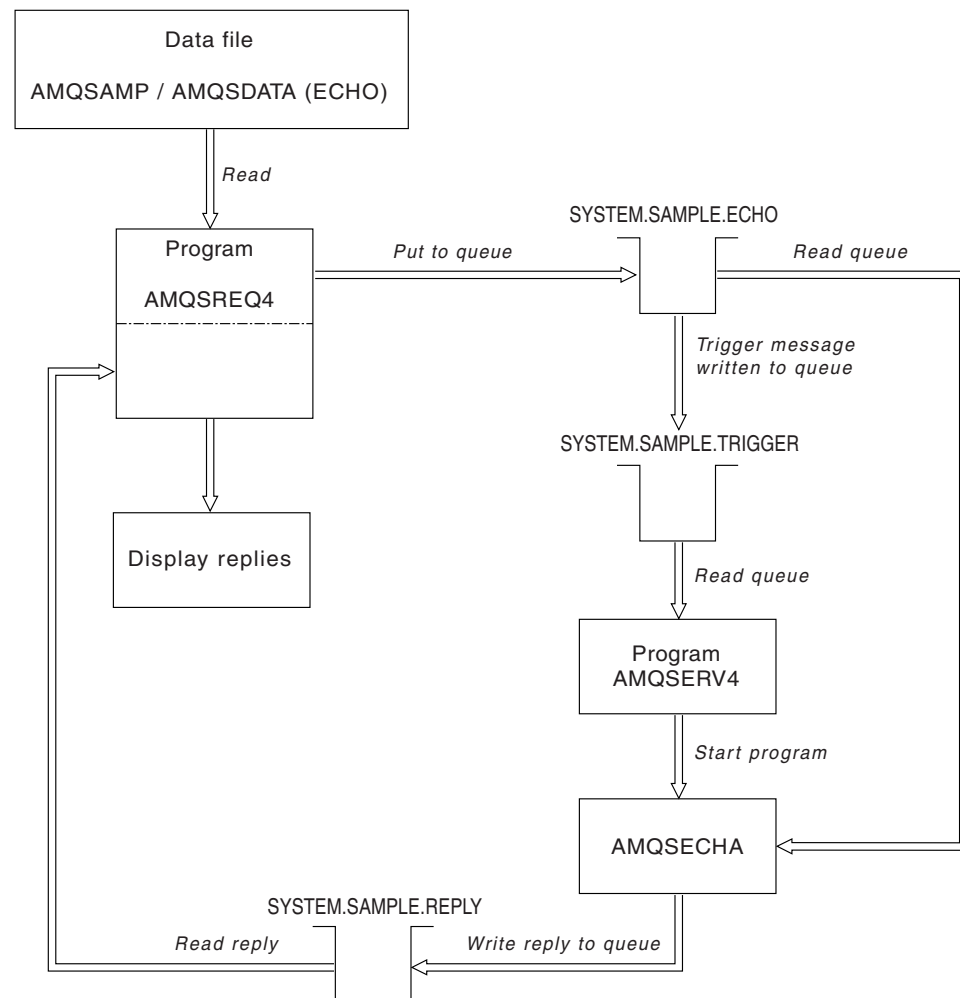 Data file
AMQSAMP / AMQSDATA (ECHO)
Read
SYSTEM.SAMPLE.ECHO
Program
AMQSREQ4
Put to queue
Read queue
Trigger message
written to queue
SYSTEM.SAMPLE.TRIGGER
Display replies
Read queue
Program
AMQSERV4
Start program
AMQSECHA
SYSTEM.SAMPLE.REPLY
Read reply
Write reply to queue